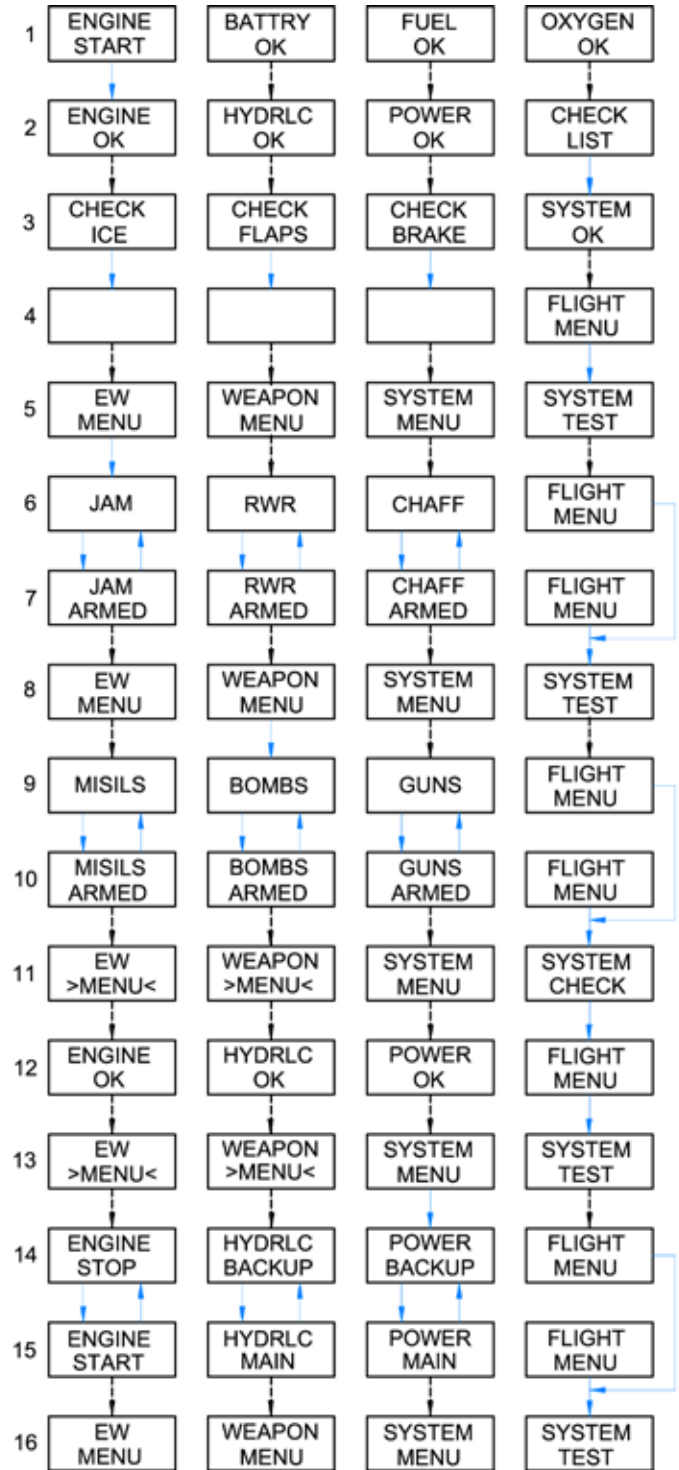 1
ENGINE
START
BATTRY
OK
FUEL
OK
OXYGEN
OK
2
ENGINE
OK
HYDRLC
OK
POWER
OK
CHECK
LIST
3
CHECK
ICE
CHECK
FLAPS
CHECK
BRAKE
SYSTEM
OK
4
FLIGHT
MENU
5
EW
MENU
WEAPON
MENU
SYSTEM
MENU
SYSTEM
TEST
6
JAM
RWR
CHAFF
FLIGHT
MENU
7
JAM
ARMED
RWR
ARMED
CHAFF
ARMED
FLIGHT
MENU
8
EW
MENU
WEAPON
MENU
SYSTEM
MENU
SYSTEM
TEST
9
MISILS
BOMBS
GUNS
FLIGHT
MENU
10
MISILS
ARMED
BOMBS
ARMED
GUNS
ARMED
FLIGHT
MENU
11
EW
>MENU<
WEAPON
>MENU<
SYSTEM
MENU
SYSTEM
CHECK
12
ENGINE
OK
HYDRLC
OK
POWER
OK
FLIGHT
MENU
13
EW
>MENU<
WEAPON
>MENU<
SYSTEM
MENU
SYSTEM
TEST
14
ENGINE
STOP
HYDRLC
BACKUP
POWER
BACKUP
FLIGHT
MENU
15
ENGINE
START
HYDRLC
MAIN
POWER
MAIN
FLIGHT
MENU
16
EW
MENU
WEAPON
MENU
SYSTEM
MENU
SYSTEM
TEST